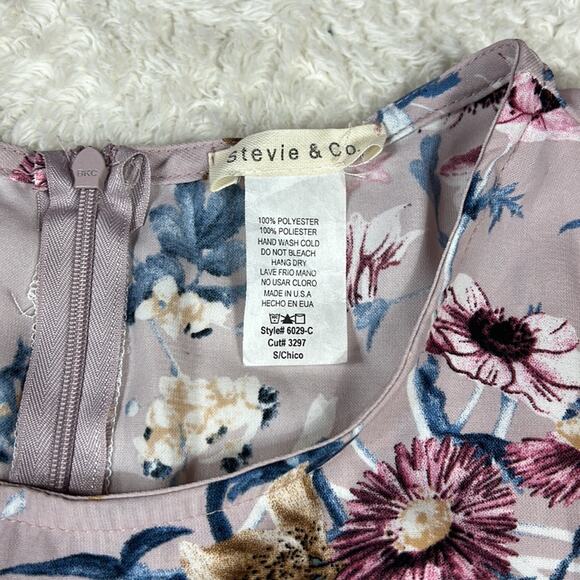 Stevie & Co.
100% POLYESTER
100% POLIESTER
HAND WASH COLD
DO NOT BLEACH
HANG DRY
LAVE FRIO MANO
NO USAR CLORO
MADE IN U.S.A
HECHO EN EUA
Style# 6029-C
Cut# 3297
S/Chico